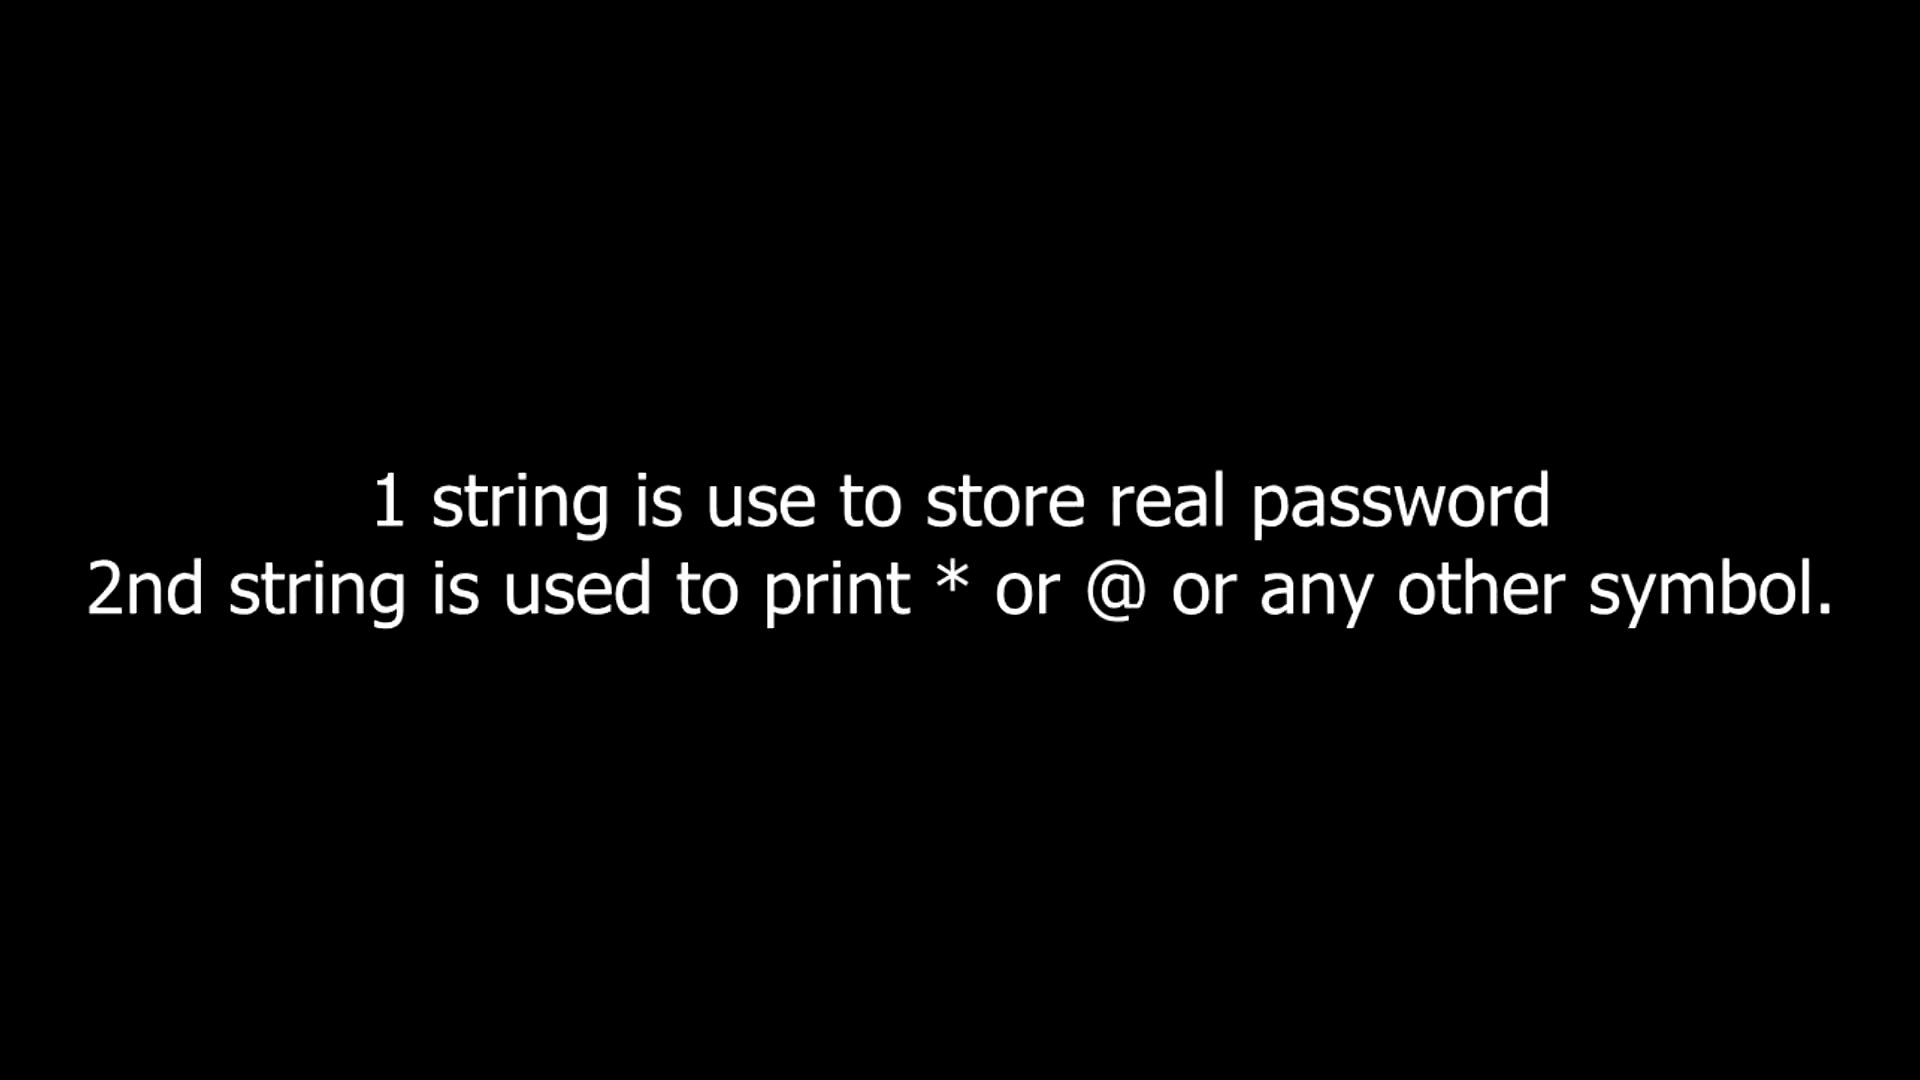 1 string is use to store real password
2nd string is used to print * or @ or any other symbol.